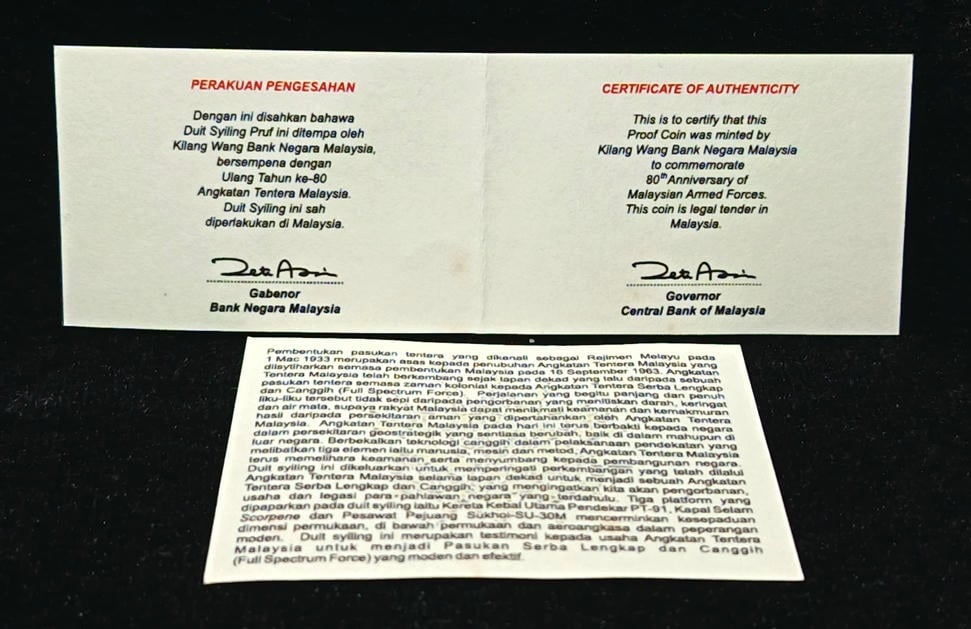 PERAKUAN PENGESAHAN
Dengan ini disahkan bahawa
Duit Syiling Pruf ini ditempa oleh
Kilang Wang Bank Negara Malaysia,
bersempena dengan
Ulang Tahun ke-80
Angkatan Tentera Malaysia.
Duit Syiling ini sah
diperlakukan di Malaysia.
Gabenor
Bank Negara Malaysia
CERTIFICATE OF AUTHENTICITY
This is to certify that this
Proof Coin was minted by
Kilang Wang Bank Negara Malaysia
to commemorate
80th Anniversary of
Malaysian Armed Forces.
This coin is legal tender in
Malaysia.
Governor
Central Bank of Malaysia
Pembentukan pasukan tentera yang dikenali sebagai Rejimen Melayu pada
1 Mac 1933 merupakan asas kepada penubuhan Angkatan Tentera Malaysia yang
diisytiharkan semasa pembentukan Malaysia pada 16 September 1963. Angkatan
Tentera Malaysia telah berkembang sejak lapan dekad yang lalu daripada sebuah
pasukan tentera semasa zaman kolonial kepada Angkatan Tentera Serba Lengkap
dan Canggih (Full Spectrum Force). Perjalanan yang begitu panjang dan penuh
liku-liku tersebut tidak sepi daripada pengorbanan yang menitiskan darah, keringat
dan air mata, supaya rakyat Malaysia dapat menikmati keamanan dan kemakmuran
hasil daripada persekitaran aman yang dipertahankan oleh Angkatan Tentera
Malaysia. Angkatan Tentera Malaysia pada hari ini terus berbakti kepada negara
dalam persekitaran geostrategik yang sentiasa berubah, baik di dalam mahupun di
luar negara. Berbekalkan teknologi canggih dalam pelaksanaan pendekatan yang
melibatkan tiga elemen iaitu manusia, mesin dan metod, Angkatan Tentera Malaysia
terus memelihara keamanan serta menyumbang kepada pembangunan negara.
Duit syiling ini dikeluarkan untuk memperingati perkembangan yang telah dilalui
Angkatan Tentera Malaysia selama lapan dekad untuk menjadi sebuah Angkatan
Tentera Serba Lengkap dan Canggih, yang mengingatkan kita akan pengorbanan,
usaha dan legasi para pahlawan negara yang terdahulu. Tiga platform yang
dipaparkan pada duit syiling iaitu Kereta Kebal Utama Pendekar PT-91, Kapal Selam
Scorpene dan Pesawat Pejuang Sukhoi-SU-30M mencerminkan kesepaduan
dimensi permukaan, di bawah permukaan dan aeroangkasa dalam peperangan
moden. Duit syiling ini merupakan testimoni kepada usaha Angkatan Tentera
Malaysia untuk menjadi Pasukan Serba Lengkap dan Canggih
(Full Spectrum Force) yang moden dan efektif.